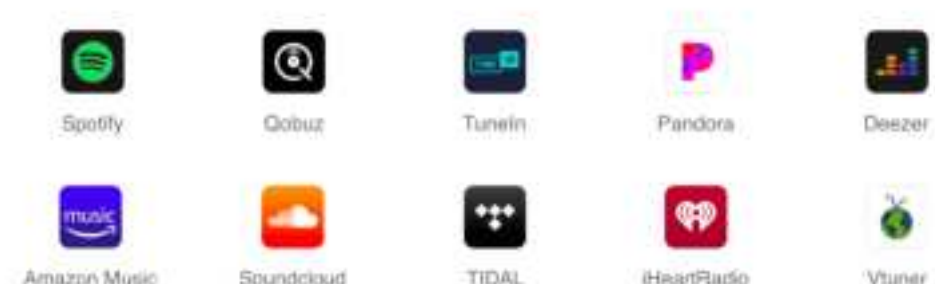 Spotify
Qobuz
TuneIn
Pandora
Deezer
music
Amazon Music
Soundcloud
TIDAL
iHeartRadio
Vtuner